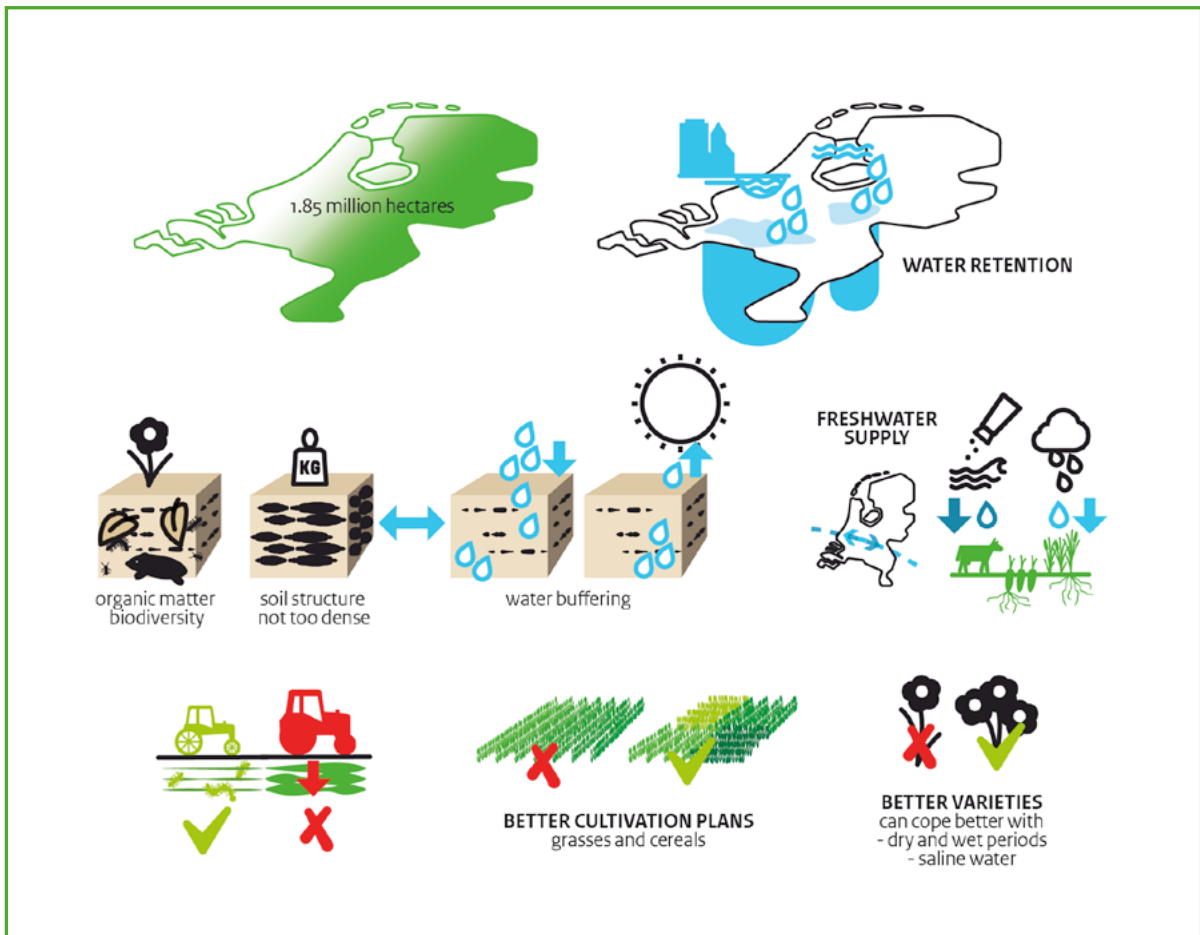 1.85 million hectares
WATER RETENTION
FRESHWATER
SUPPLY
KG
organic matter
biodiversity
soil structure
not too dense
water buffering
BETTER CULTIVATION PLANS
grasses and cereals
BETTER VARIETIES
can cope better with
- dry and wet periods
- saline water